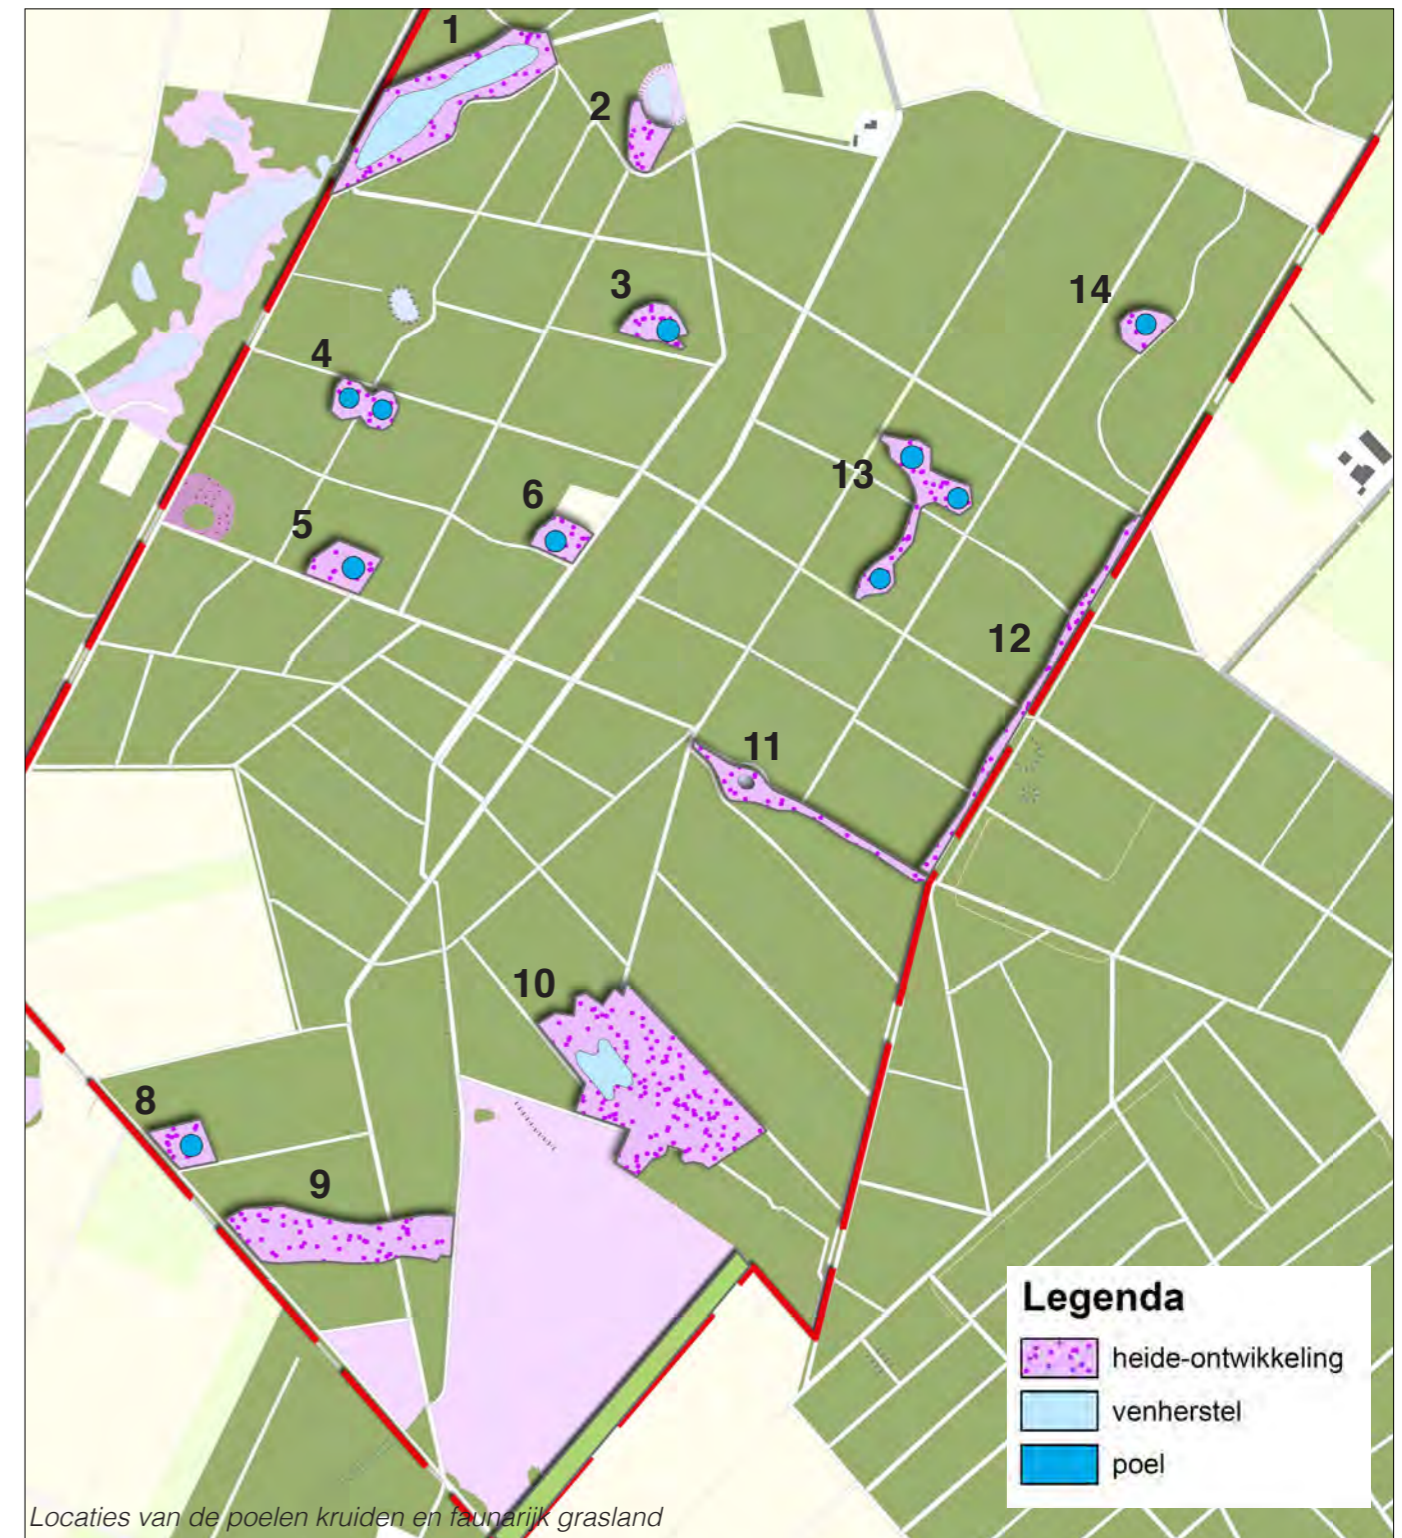 1
2
3
14
4
13
6
5
12
11
10
8
9
Legenda
heide-ontwikkeling
venherstel
poel
Locaties van de poelen kruiden en faunarijk grasland